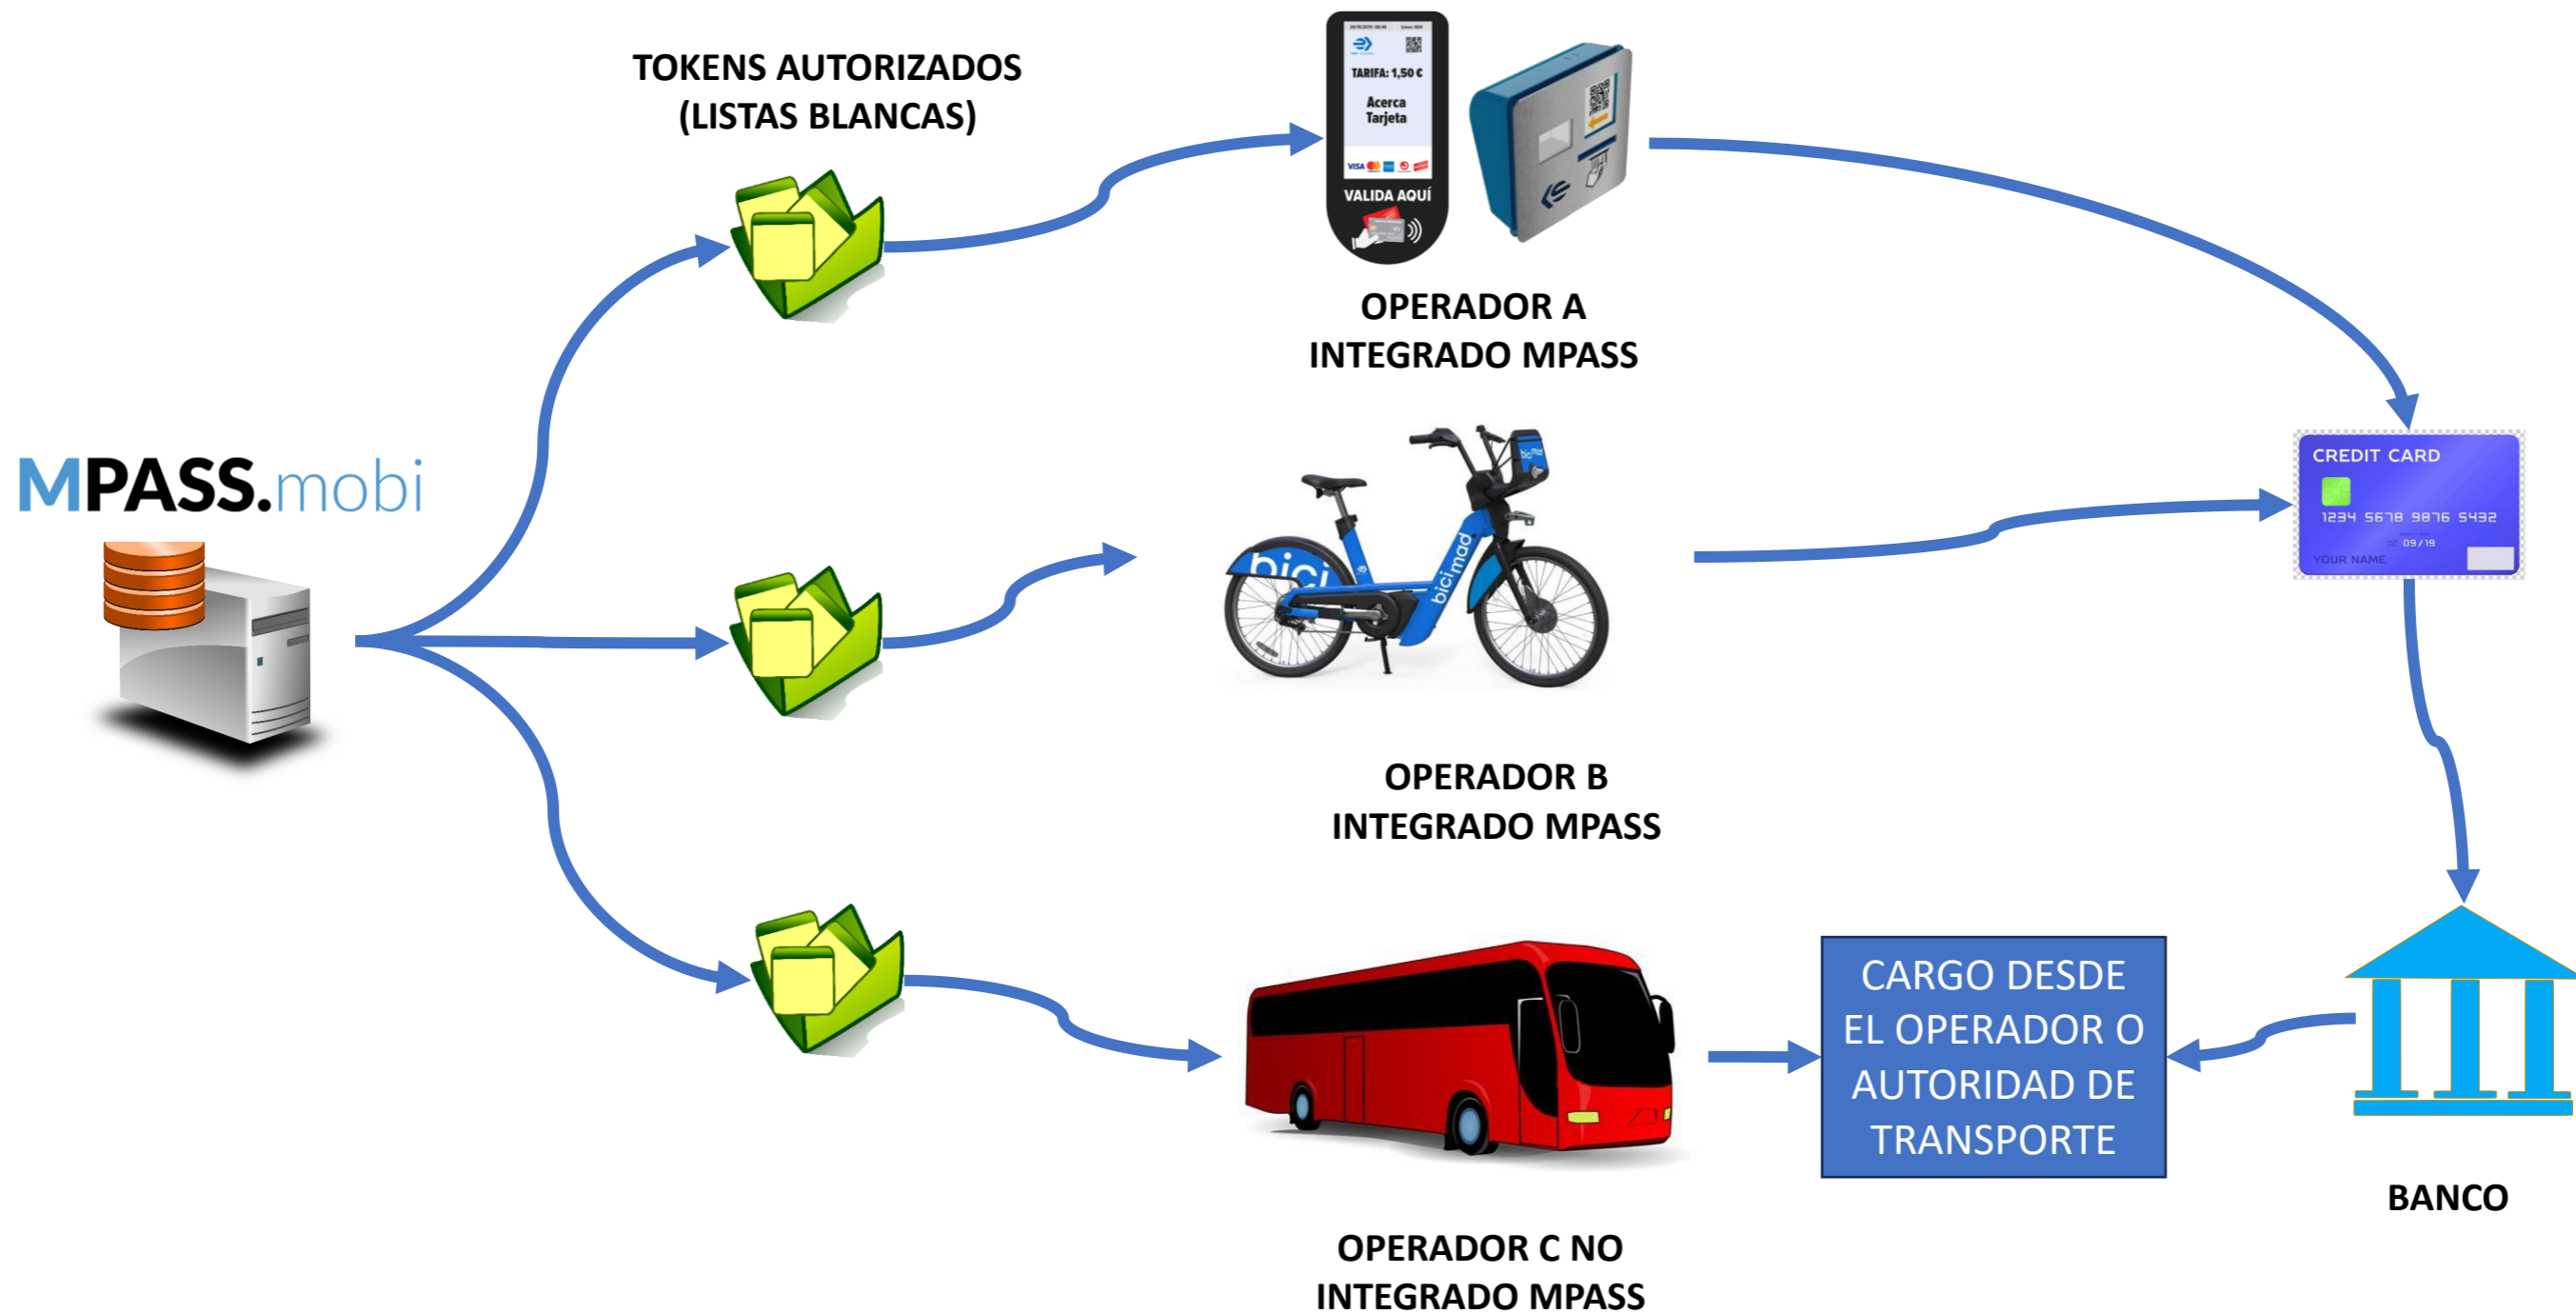 TOKENS AUTORIZADOS
(LISTAS BLANCAS)
TARIFA: 1,50 €
Acerca
Tarjeta
VISA
VALIDA AQUÍ
OPERADOR A
INTEGRADO MPASS
MPASS.mobi
CREDIT CARD
1234 5678 9876 5432
09/19
YOUR NAME
bicimad
bici
bicimad
OPERADOR B
INTEGRADO MPASS
CARGO DESDE
EL OPERADOR O
AUTORIDAD DE
TRANSPORTE
BANCO
OPERADOR C NO
INTEGRADO MPASS